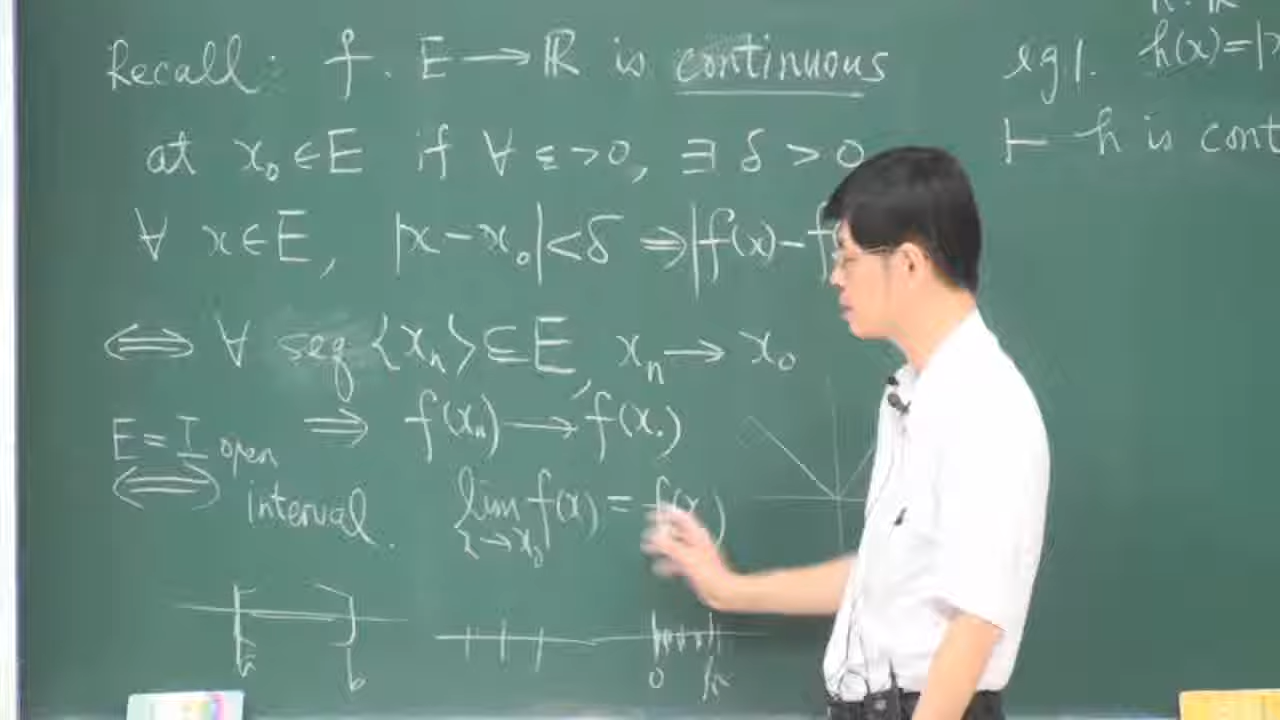 Recall: f. E → ℝ is continuous
at x₀ ∈ E if ∀ ε > 0, ∃ δ > 0
∀ x ∈ E, |x - x₀| < δ ⇒ |f(x) - f
⇔ ∀ seq {xₙ} ⊆ E, xₙ → x₀
⇒ f(xₙ) → f(x₀)
E = I open
⇔ interval.
lim f(x) = f(x₀)
x → x₀
b
0
eg 1. h(x) = |x
⊢ h is cont